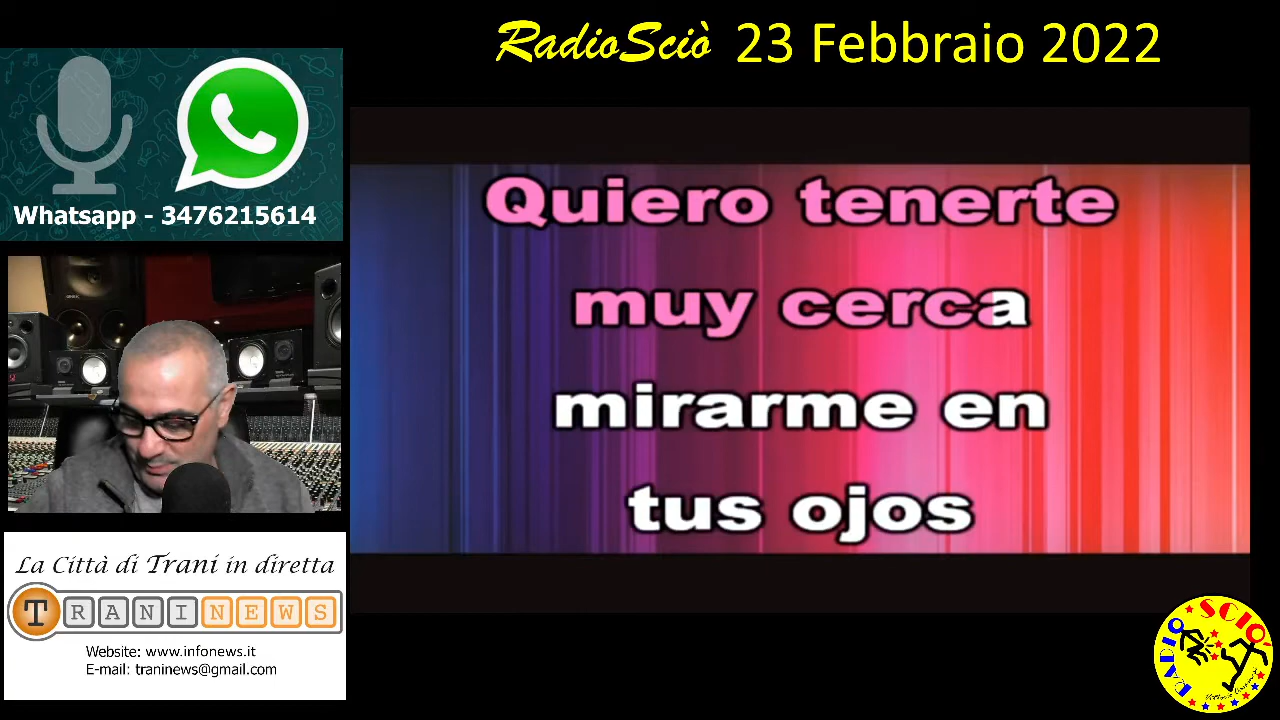 RadioSciò 23 Febbraio 2022
Whatsapp - 3476215614
Quiero tenerte
muy cerca
mirarme en
tus ojos
La Città di Trani in diretta
TRANINEWS
Website: www.infonews.it
E-mail: traninews@gmail.com
RADIO SCIO'